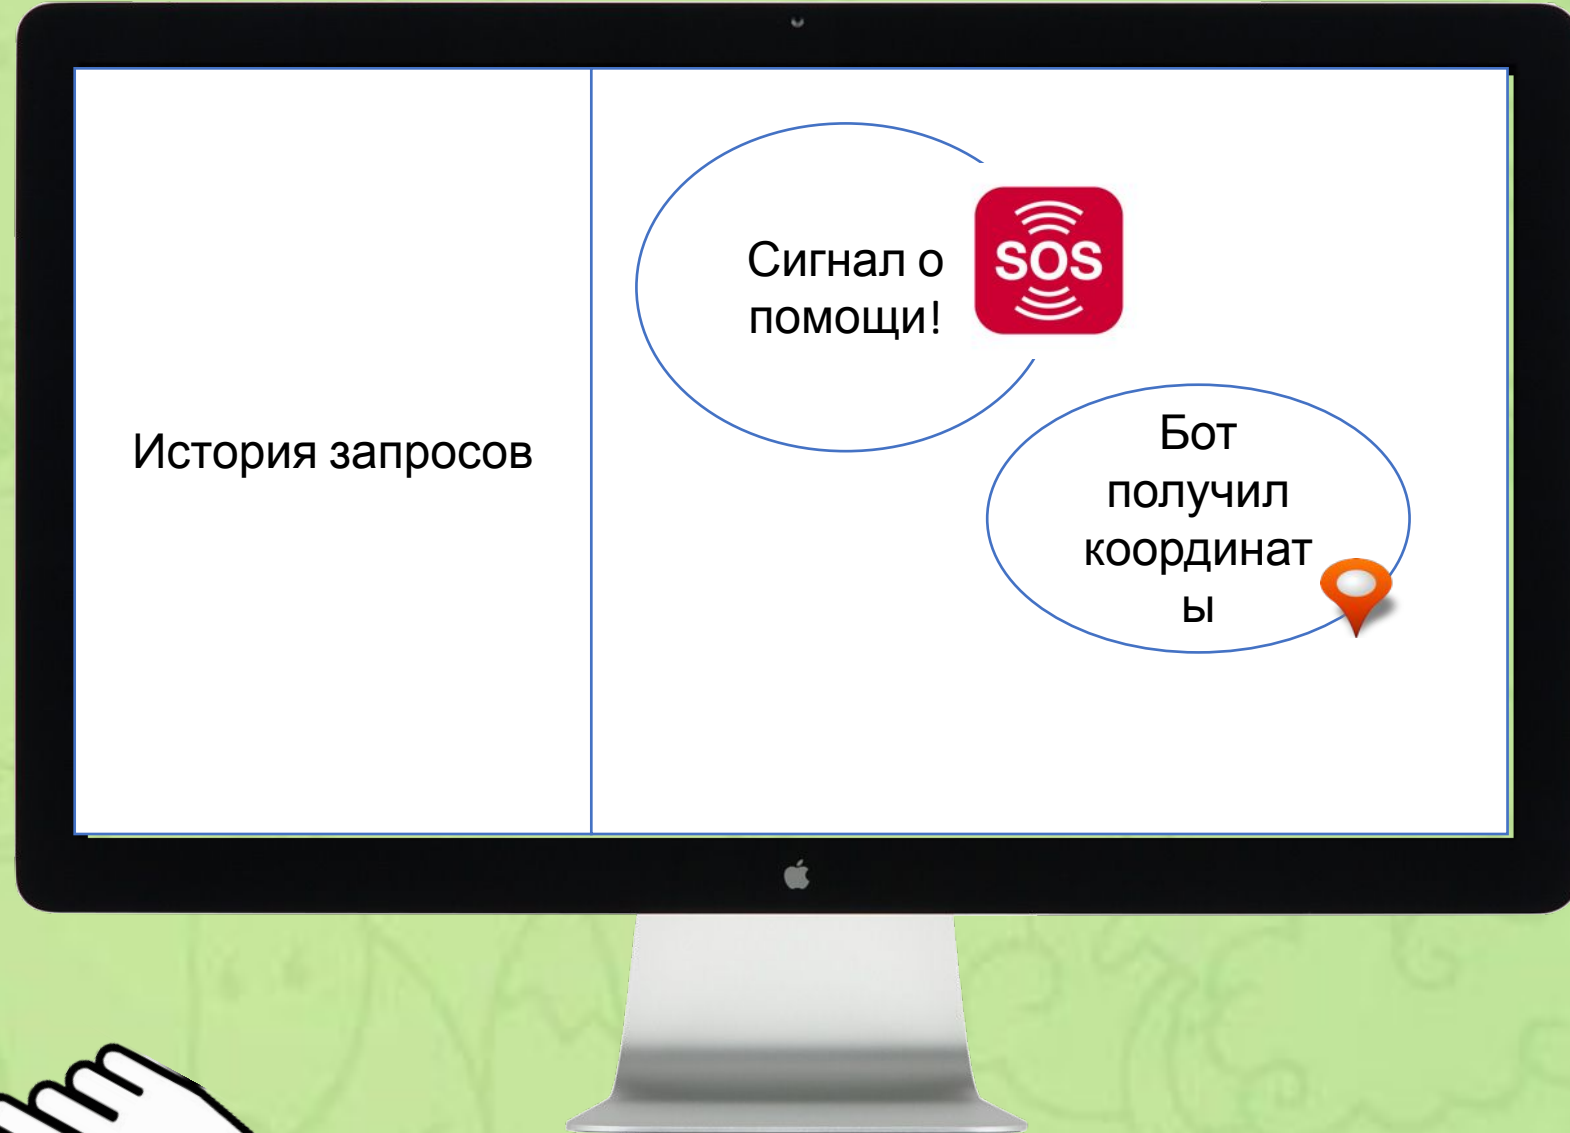 История запросов
Сигнал о
помощи!
SOS
Бот
получил
координат
ы